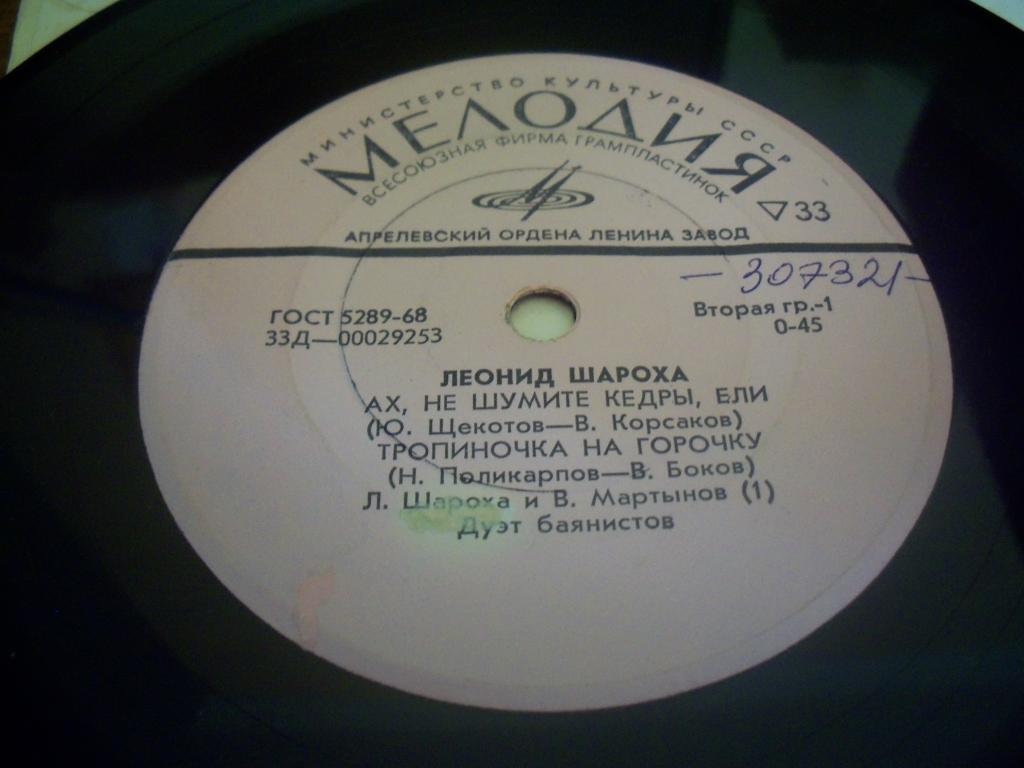 МИНИСТЕРСТВО КУЛЬТУРЫ СССР
МЕЛОДИЯ
ВСЕСОЮЗНАЯ ФИРМА ГРАМПЛАСТИНОК
33
АПРЕЛЕВСКИЙ ОРДЕНА ЛЕНИНА ЗАВОД
— 307321 —
ГОСТ 5289-68
33Д—00029253
Вторая гр.-1
0-45
ЛЕОНИД ШАРОХА
АХ, НЕ ШУМИТЕ КЕДРЫ, ЕЛИ
(Ю. Щекотов—В. Корсаков)
ТРОПИНОЧКА НА ГОРОЧКУ
(Н. Поликарпов—В. Боков)
Л. Шароха и В. Мартынов (1)
Дуэт баянистов